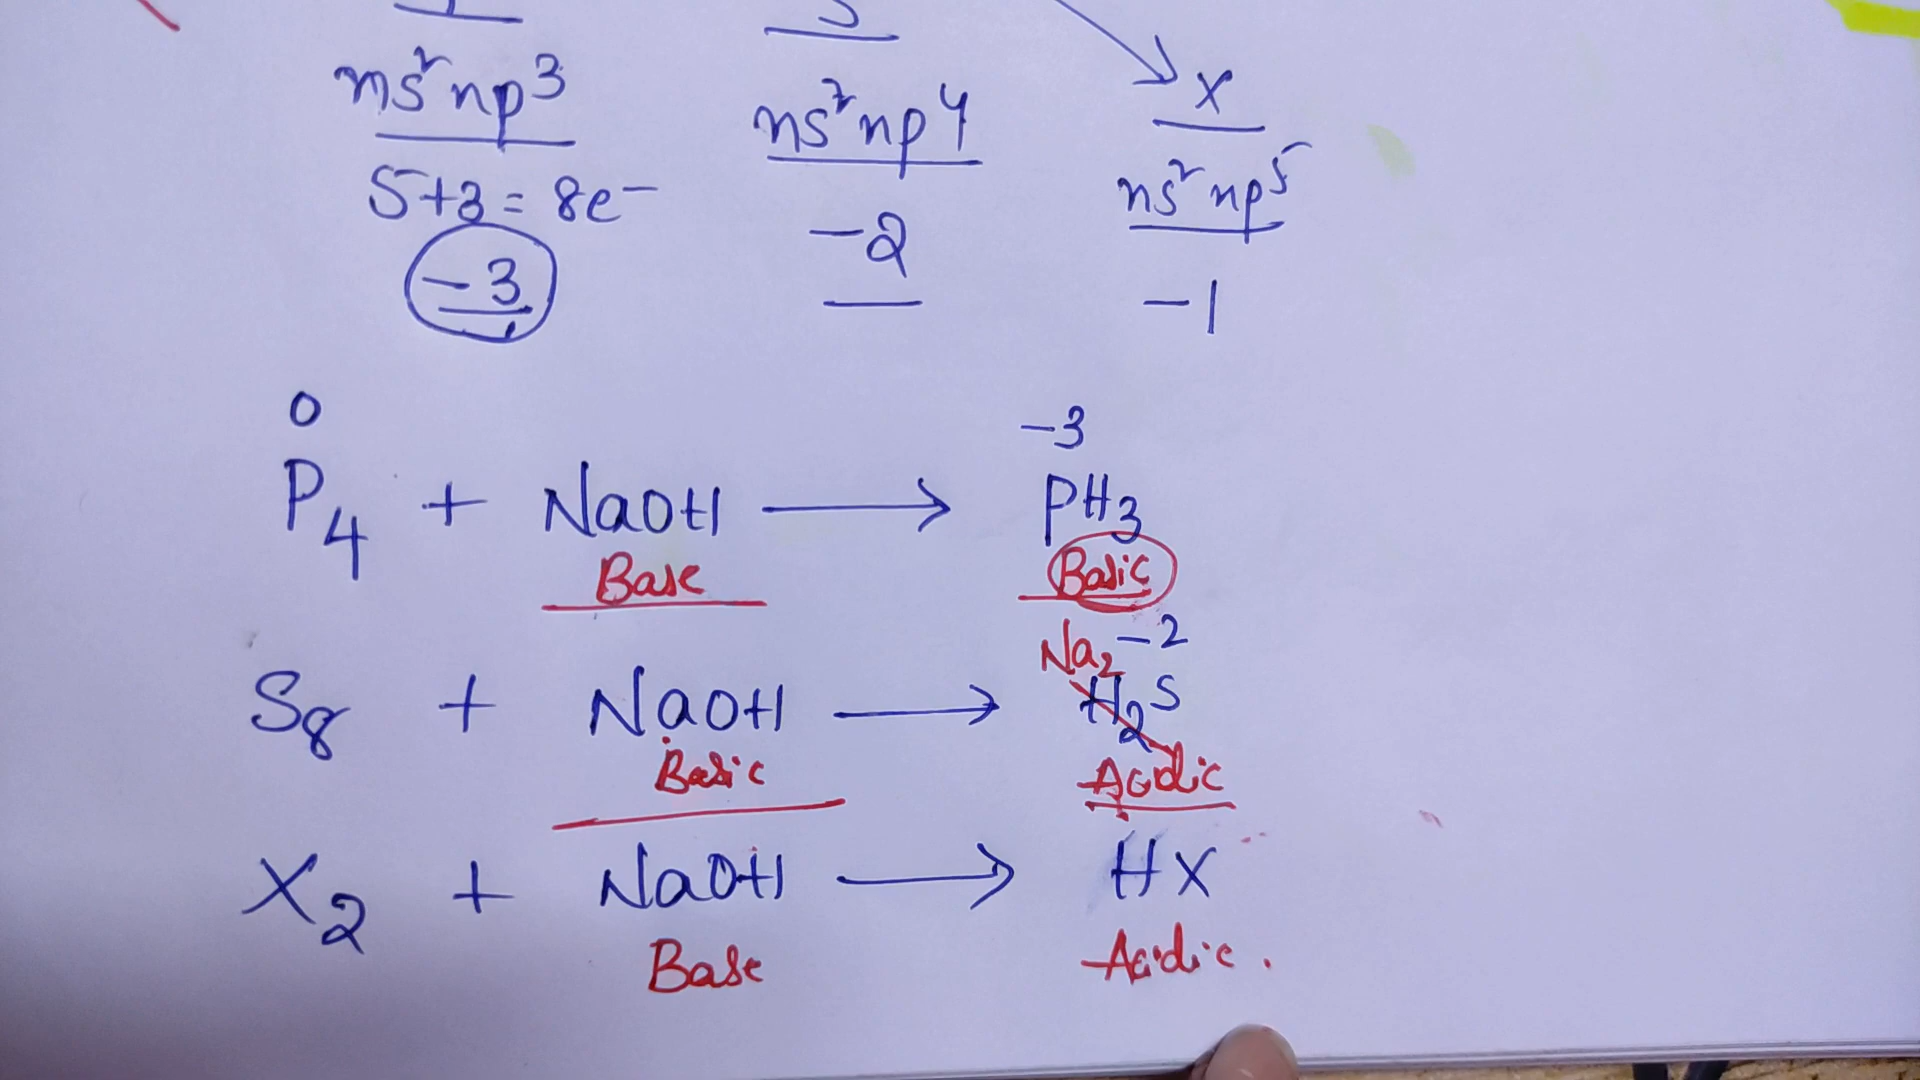 X
ns²np³ ns²np⁴ ns²np⁵
5+3=8e⁻
-3 -2 -1
0 -3
P₄ + NaOH ⟶ PH₃
Base Basic
Na₂ -2
S₈ + NaOH ⟶ H₂S
Basic Acidic
X₂ + NaOH ⟶ HX
Base Acidic.